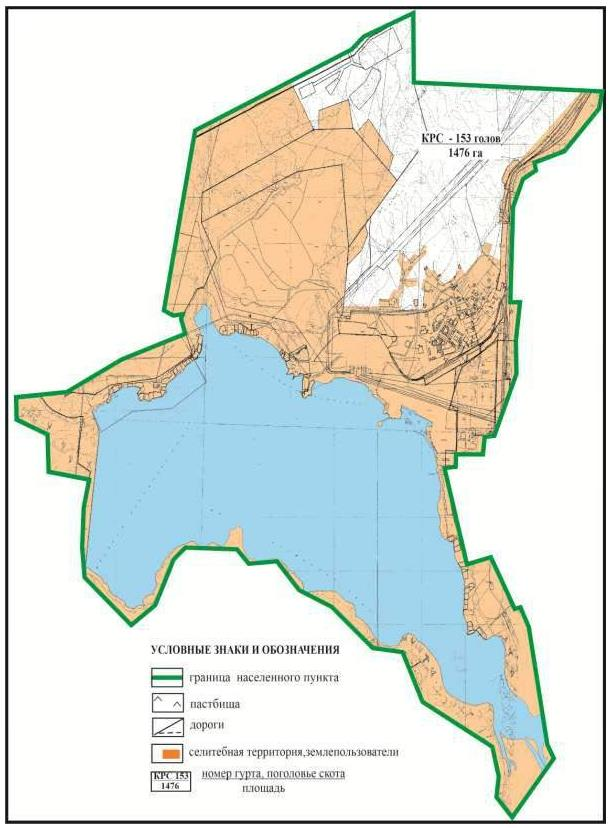 КРС - 153 голов
1476 га
УСЛОВНЫЕ ЗНАКИ И ОБОЗНАЧЕНИЯ
граница населенного пункта
пастбища
дороги
селитебная территория,землепользователи
КРС 153
1476
номер гурта, поголовье скота
площадь